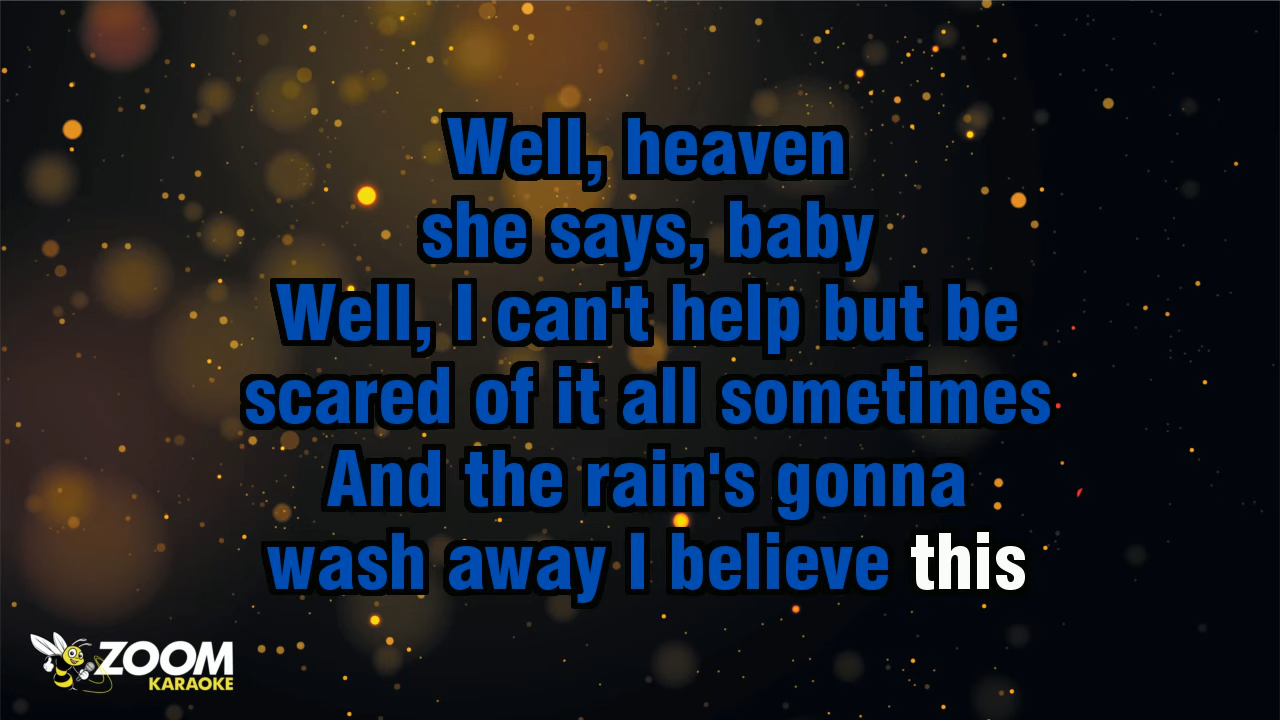 Well, heaven
she says, baby
Well, I can't help but be
scared of it all sometimes
And the rain's gonna
wash away I believe this
ZOOM
KARAOKE